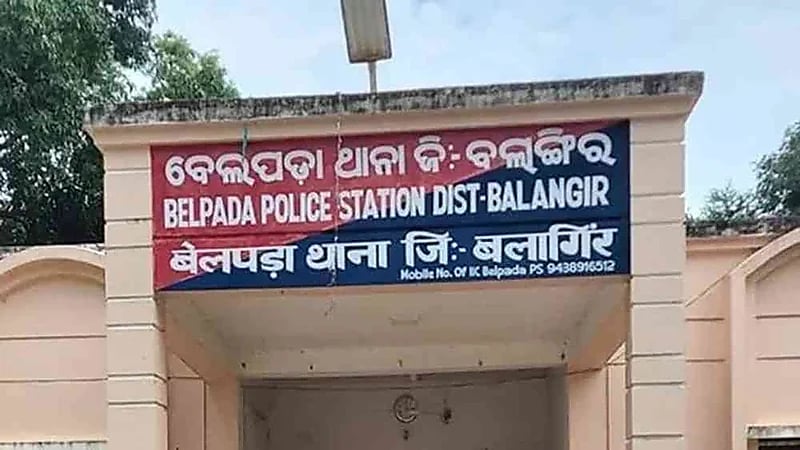 ବେଲପଡ଼ା ଥାନା ଜି:- ବଲାଙ୍ଗିର
BELPADA POLICE STATION DIST-BALANGIR
बेलपड़ा थाना जि:- बलागिंर
Mobile No. Of IIC Belpada PS 9438916512